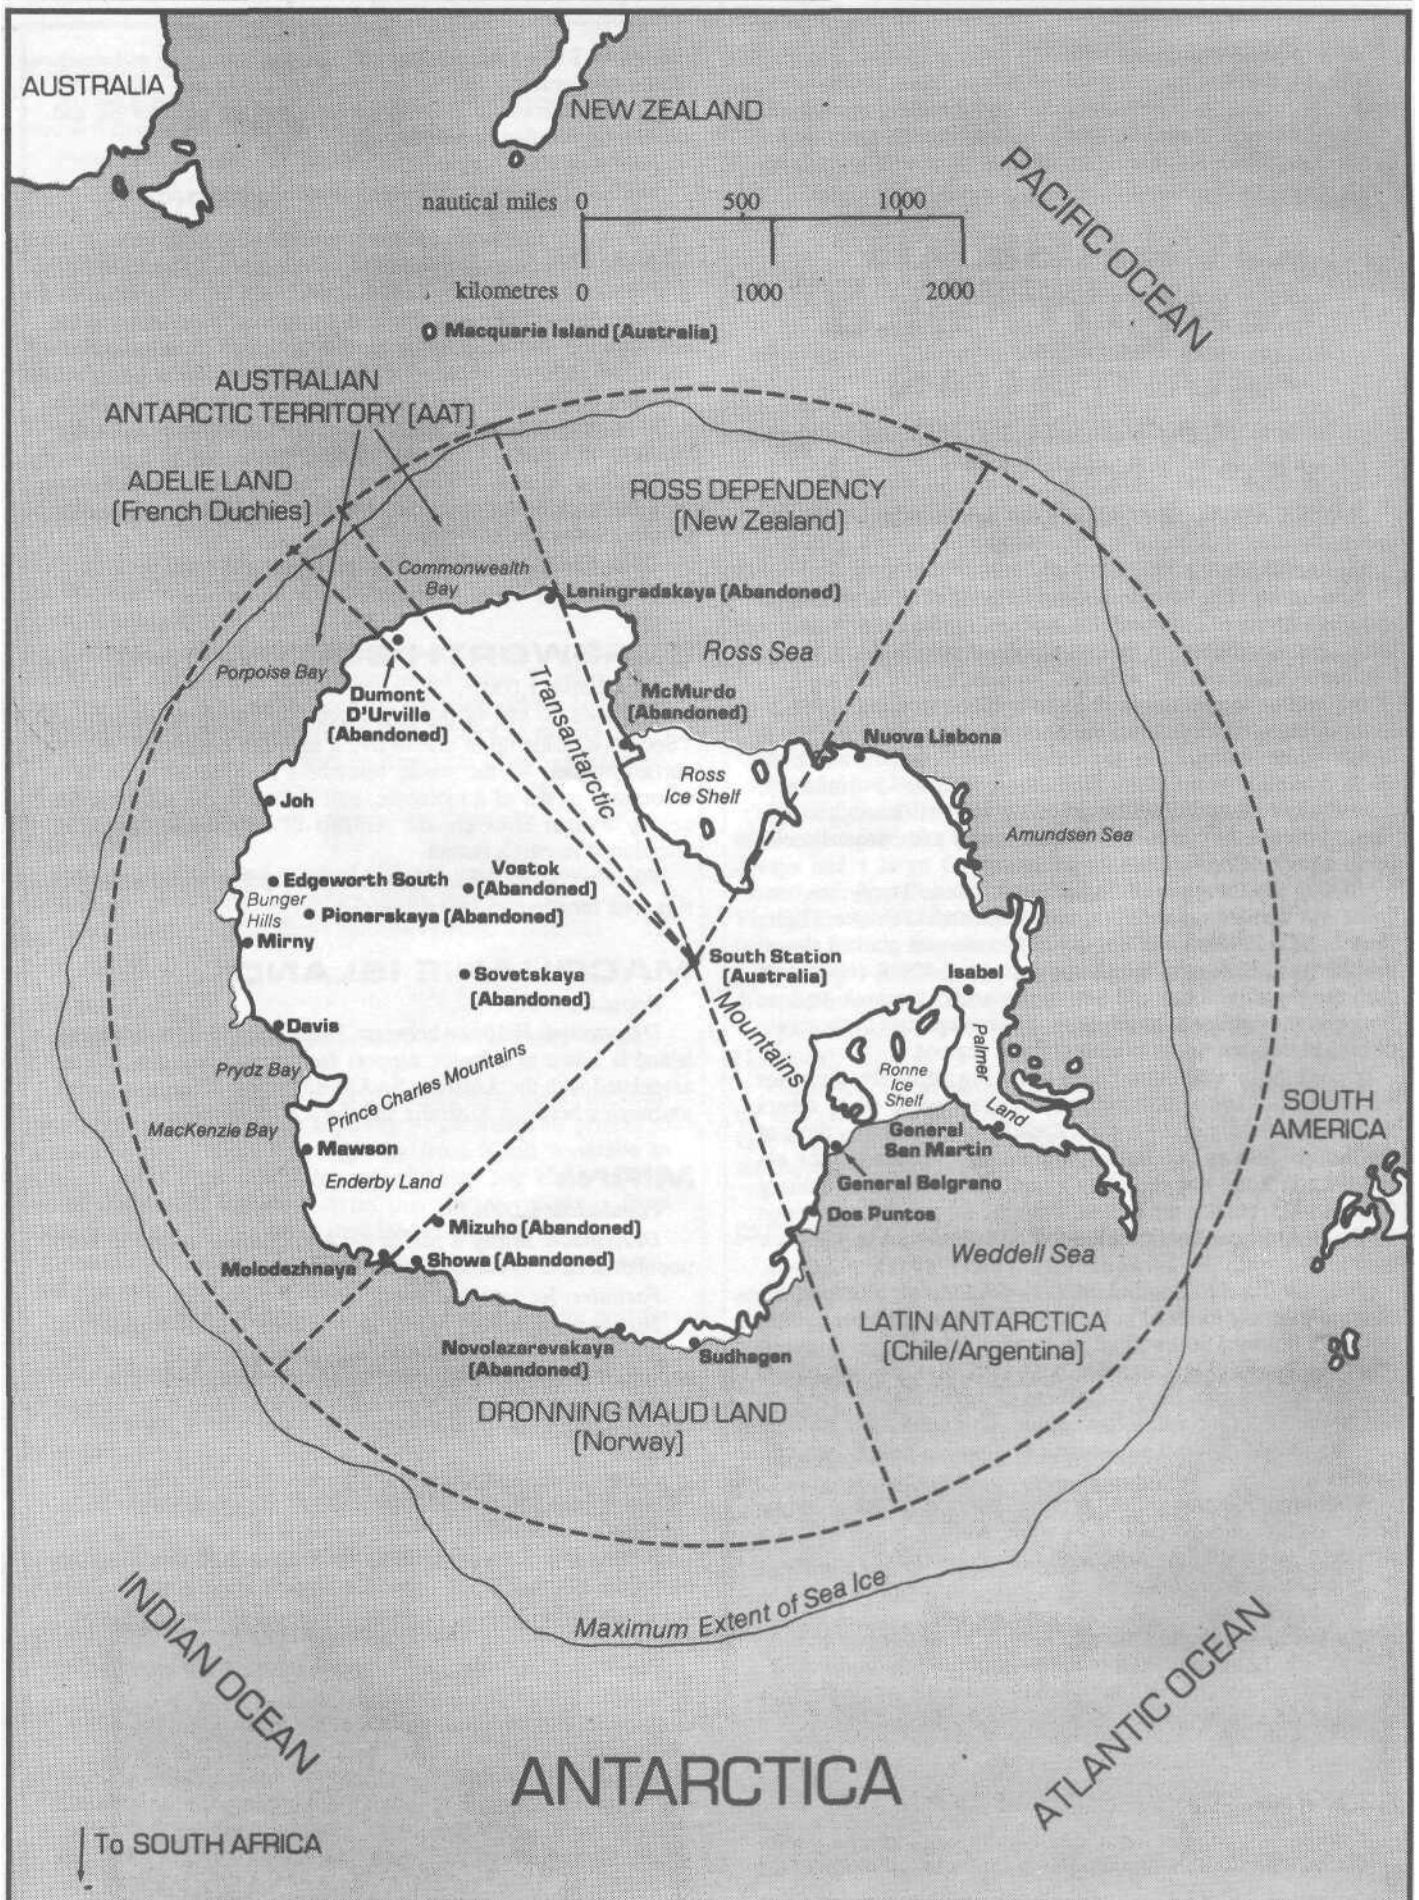 AUSTRALIA
NEW ZEALAND
nautical miles 0 500 1000
kilometres 0 1000 2000
PACIFIC OCEAN
Macquarie Island (Australia)
AUSTRALIAN
ANTARCTIC TERRITORY (AAT)
ADELIE LAND
(French Duchies)
ROSS DEPENDENCY
(New Zealand)
Commonwealth
Bay
Leningradskaya (Abandoned)
Ross Sea
Porpoise Bay
Dumont
D'Urville
(Abandoned)
Transantarctic
McMurdo
(Abandoned)
Nuova Lisbona
Ross
Ice Shelf
Joh
Amundsen Sea
Edgeworth South
Vostok
(Abandoned)
Bunger
Hills
Pionerskaya (Abandoned)
Mirny
South Station
(Australia)
Sovetskaya
(Abandoned)
Isabel
Davis
Mountains
Palmer
Land
Prydz Bay
Prince Charles Mountains
Ronne
Ice
Shelf
MacKenzie Bay
Mawson
General
San Martin
SOUTH
AMERICA
Enderby Land
General Belgrano
Dos Puntos
Mizuho (Abandoned)
Weddell Sea
Molodezhnaya
Showa (Abandoned)
LATIN ANTARCTICA
(Chile/Argentina)
Novolazarevskaya
(Abandoned)
Sudhagen
DRONNING MAUD LAND
(Norway)
Maximum Extent of Sea Ice
INDIAN OCEAN
ATLANTIC OCEAN
ANTARCTICA
To SOUTH AFRICA